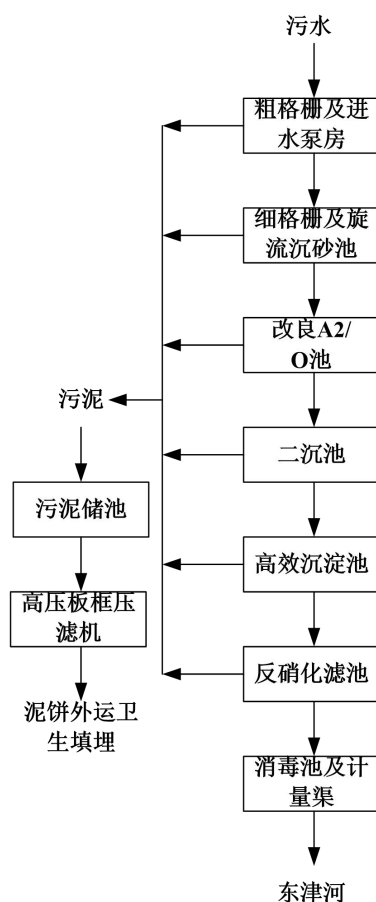 污水
粗格栅及进
水泵房
细格栅及旋
流沉砂池
改良A2/
O池
二沉池
高效沉淀池
反硝化滤池
消毒池及计
量渠
东津河
污泥
污泥储池
高压板框压
滤机
泥饼外运卫
生填埋